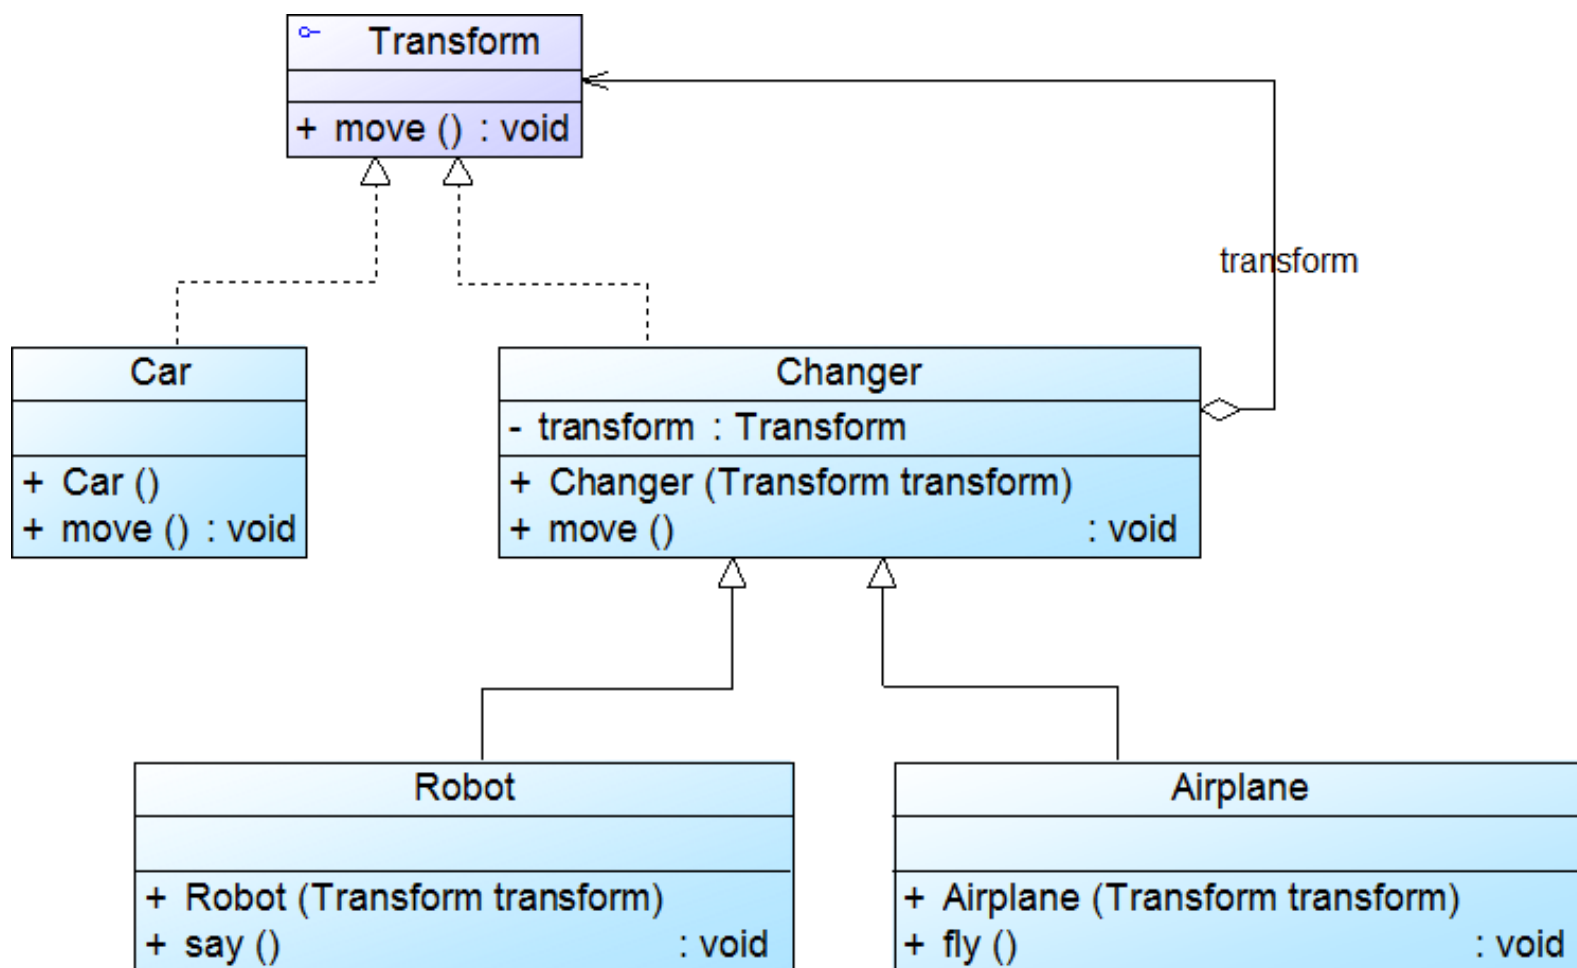 Transform
+ move () : void
transform
Car
+ Car ()
+ move () : void
Changer
- transform : Transform
+ Changer (Transform transform)
+ move () : void
Robot
+ Robot (Transform transform)
+ say () : void
Airplane
+ Airplane (Transform transform)
+ fly () : void